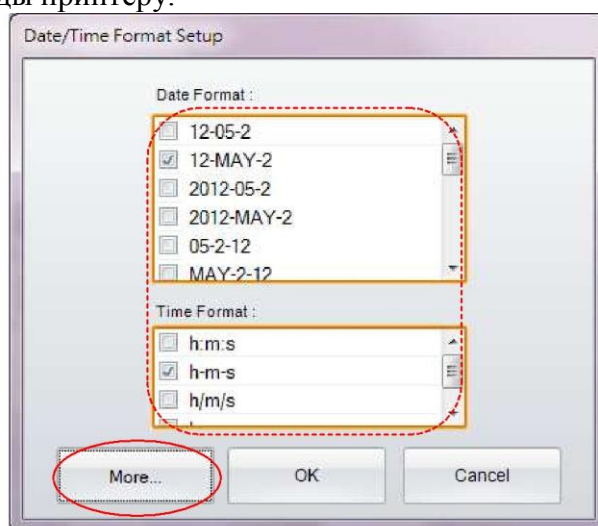 принтеру.
Date/Time Format Setup
Date Format :
12-05-2
12-MAY-2
2012-05-2
2012-MAY-2
05-2-12
MAY-2-12
Time Format :
h:m:s
h-m-s
h/m/s
More...
OK
Cancel